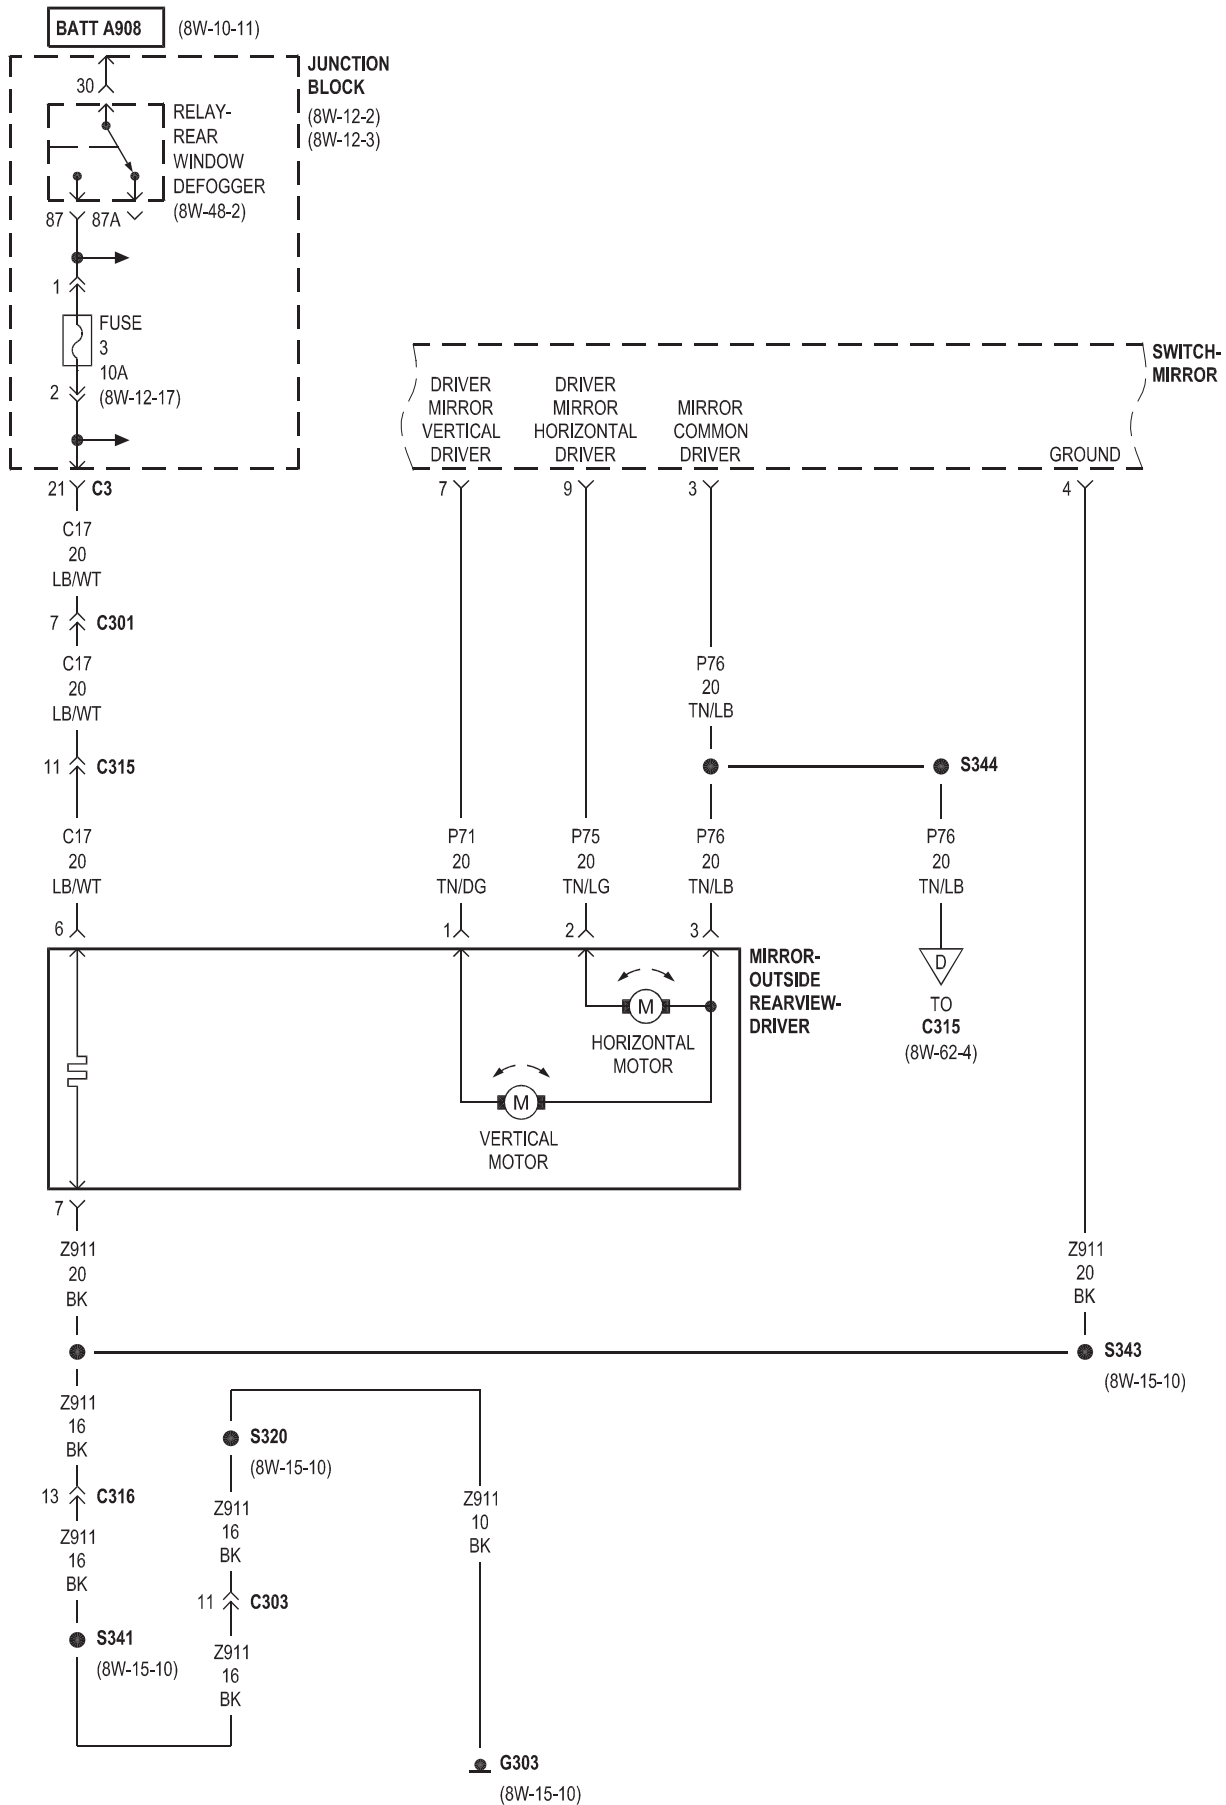 BATT A908 (8W-10-11)
JUNCTION
BLOCK
(8W-12-2)
(8W-12-3)
30
RELAY-
REAR
WINDOW
DEFOGGER
(8W-48-2)
87 87A
1
FUSE
3
10A
(8W-12-17)
2
21 C3
SWITCH-
MIRROR
DRIVER
MIRROR
VERTICAL
DRIVER
DRIVER
MIRROR
HORIZONTAL
DRIVER
MIRROR
COMMON
DRIVER
GROUND
7 9 3 4
C17
20
LB/WT
7 C301
C17
20
LB/WT
P76
20
TN/LB
11 C315
S344
C17
20
LB/WT
P71
20
TN/DG
P75
20
TN/LG
P76
20
TN/LB
P76
20
TN/LB
6 1 2 3
D
TO
C315
(8W-62-4)
MIRROR-
OUTSIDE
REARVIEW-
DRIVER
M
HORIZONTAL
MOTOR
M
VERTICAL
MOTOR
7
Z911
20
BK
Z911
20
BK
S343
(8W-15-10)
Z911
16
BK
13 C316
Z911
16
BK
S341
(8W-15-10)
S320
(8W-15-10)
Z911
16
BK
11 C303
Z911
16
BK
Z911
10
BK
G303
(8W-15-10)